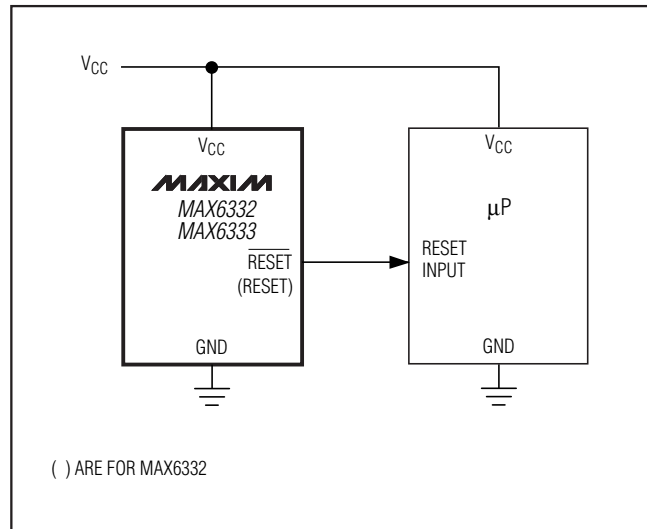 VCC
VCC
MAXIM
MAX6332
MAX6333
RESET
(RESET)
GND
VCC
µP
RESET
INPUT
GND
( ) ARE FOR MAX6332